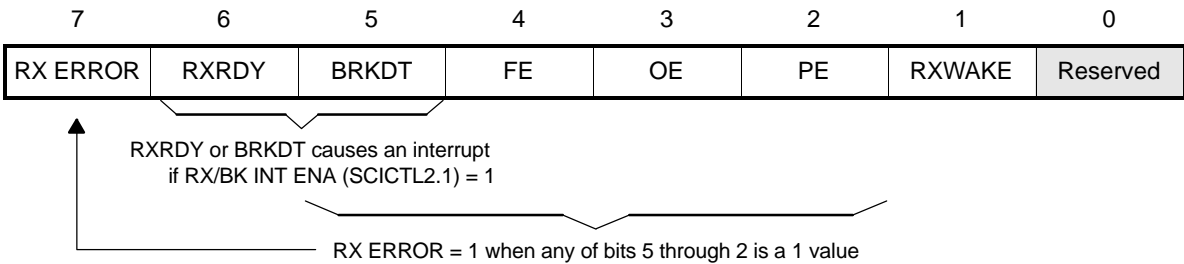 7 6 5 4 3 2 1 0
RX ERROR RXRDY BRKDT FE OE PE RXWAKE Reserved
RXRDY or BRKDT causes an interrupt
if RX/BK INT ENA (SCICTL2.1) = 1
RX ERROR = 1 when any of bits 5 through 2 is a 1 value